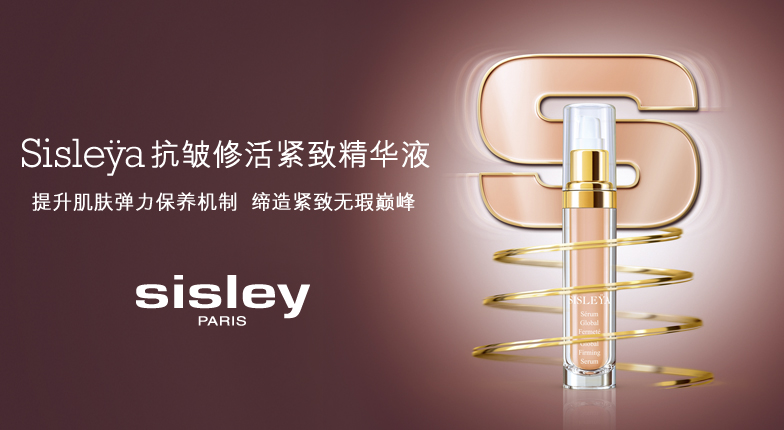 Sisleÿa 抗皱修活紧致精华液
提升肌肤弹力保养机制 缔造紧致无瑕巅峰
sisley
PARIS
SISLEŸA
Sérum
Global
Fermeté
Global
Firming
Serum